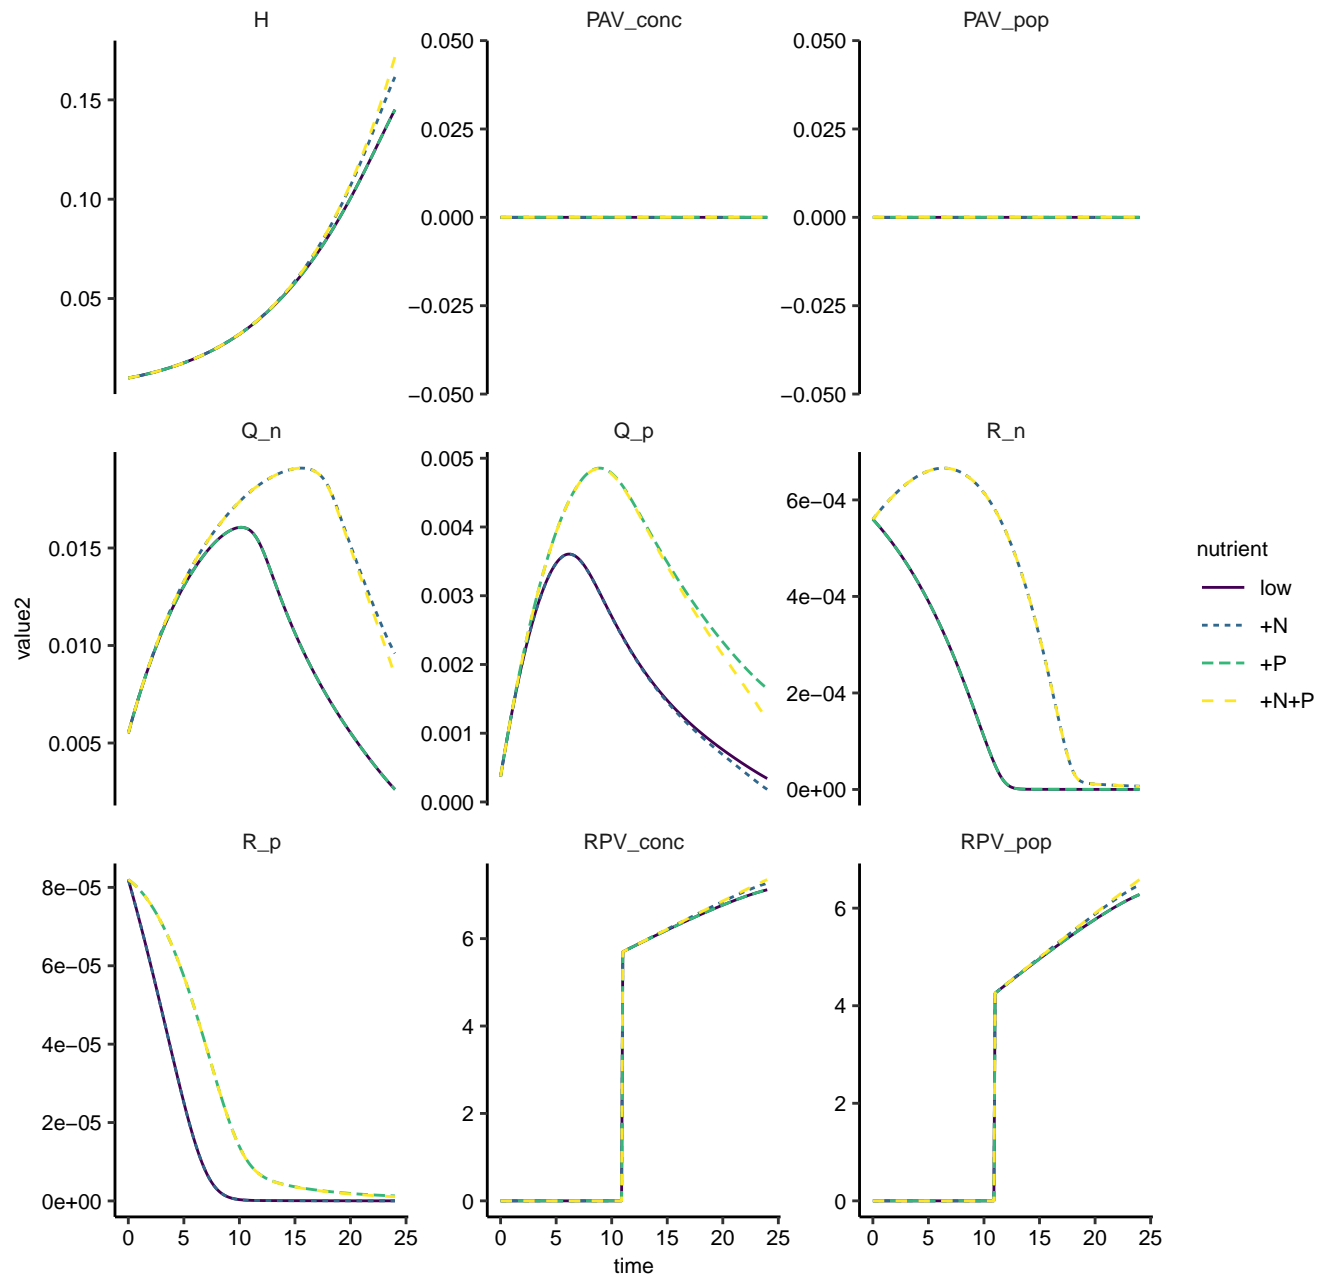 H
PAV_conc
PAV_pop
0.15
0.10
0.05
0.050
0.025
0.000
−0.025
−0.050
0.050
0.025
0.000
−0.025
−0.050
Q_n
Q_p
R_n
0.015
0.010
0.005
0.005
0.004
0.003
0.002
0.001
0.000
6e−04
4e−04
2e−04
0e+00
value2
nutrient
low
+N
+P
+N+P
R_p
RPV_conc
RPV_pop
8e−05
6e−05
4e−05
2e−05
0e+00
6
4
2
0
6
4
2
0
0 5 10 15 20 25
0 5 10 15 20 25
0 5 10 15 20 25
time